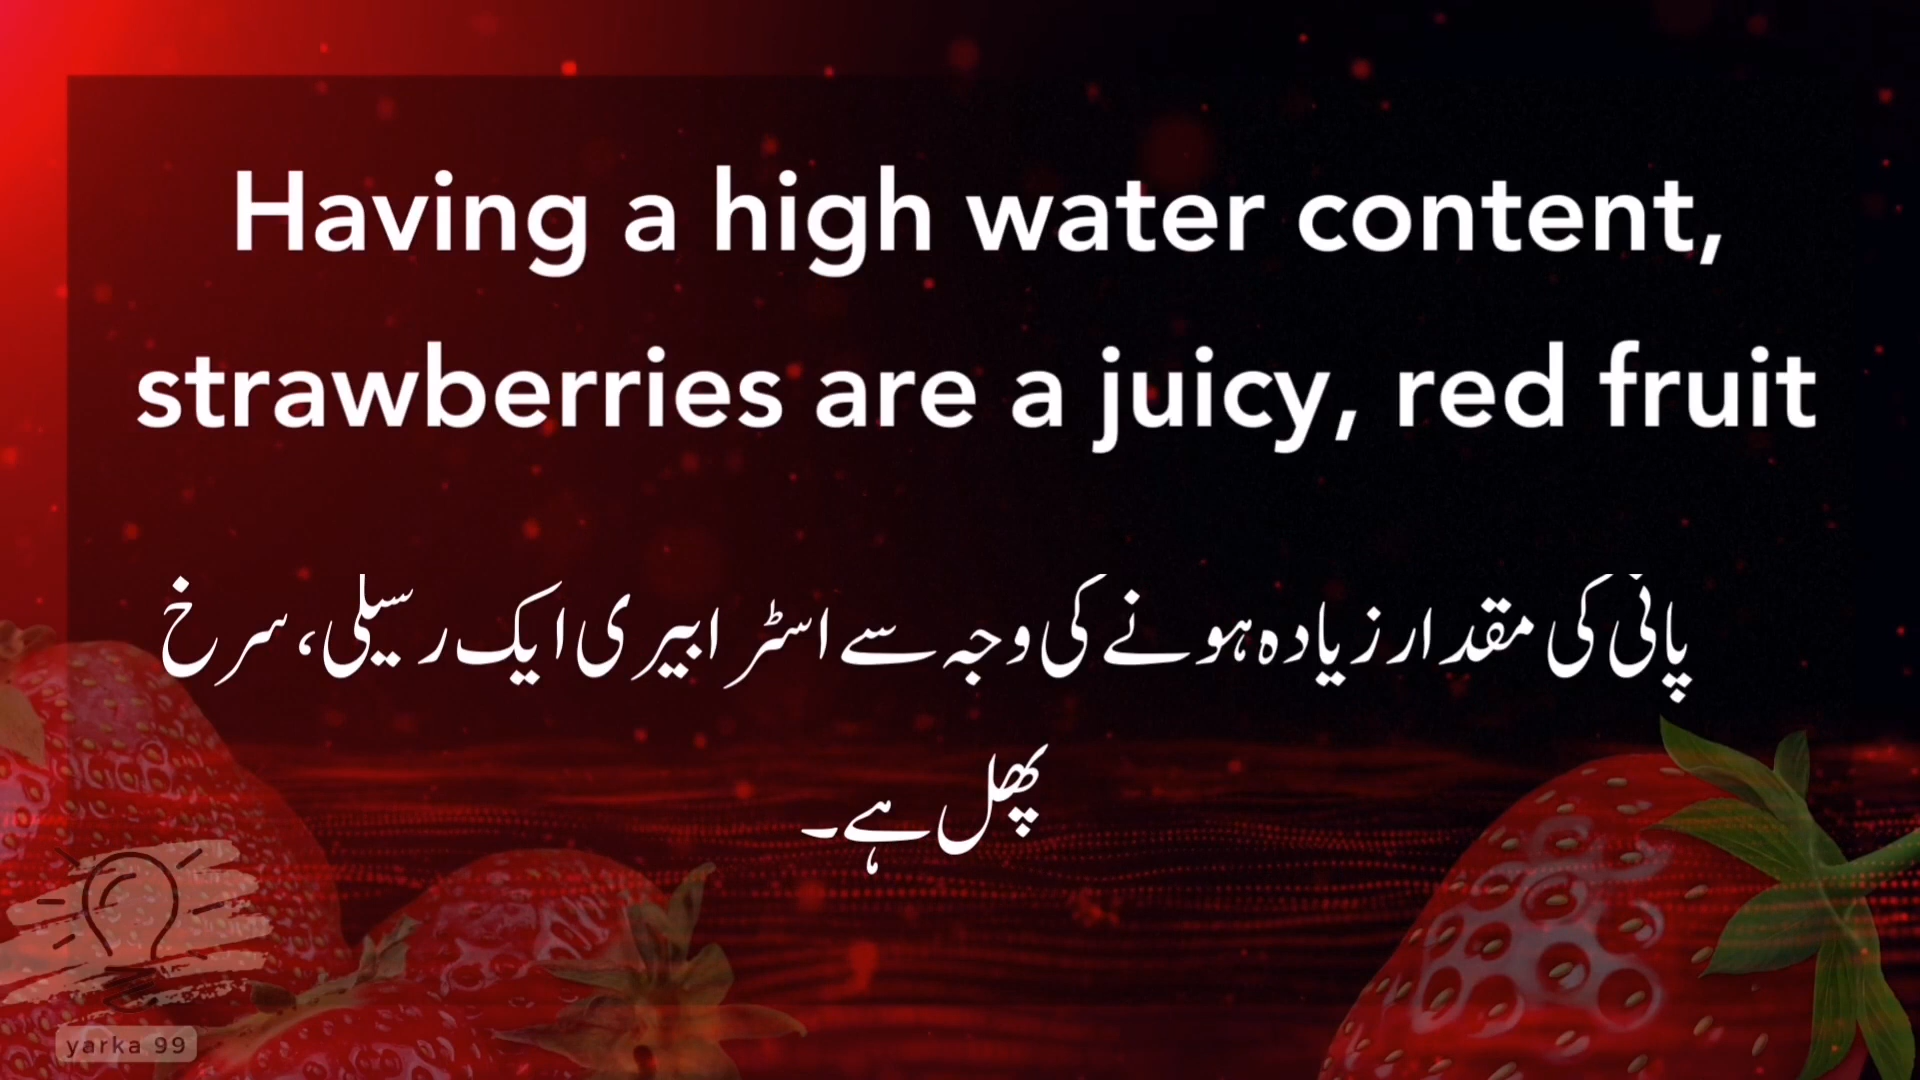 Having a high water content,
strawberries are a juicy, red fruit
پانی کی مقدار زیادہ ہونے کی وجہ سے اسٹرابیری ایک رسیلی، سرخ
پھل ہے۔
yarka 99